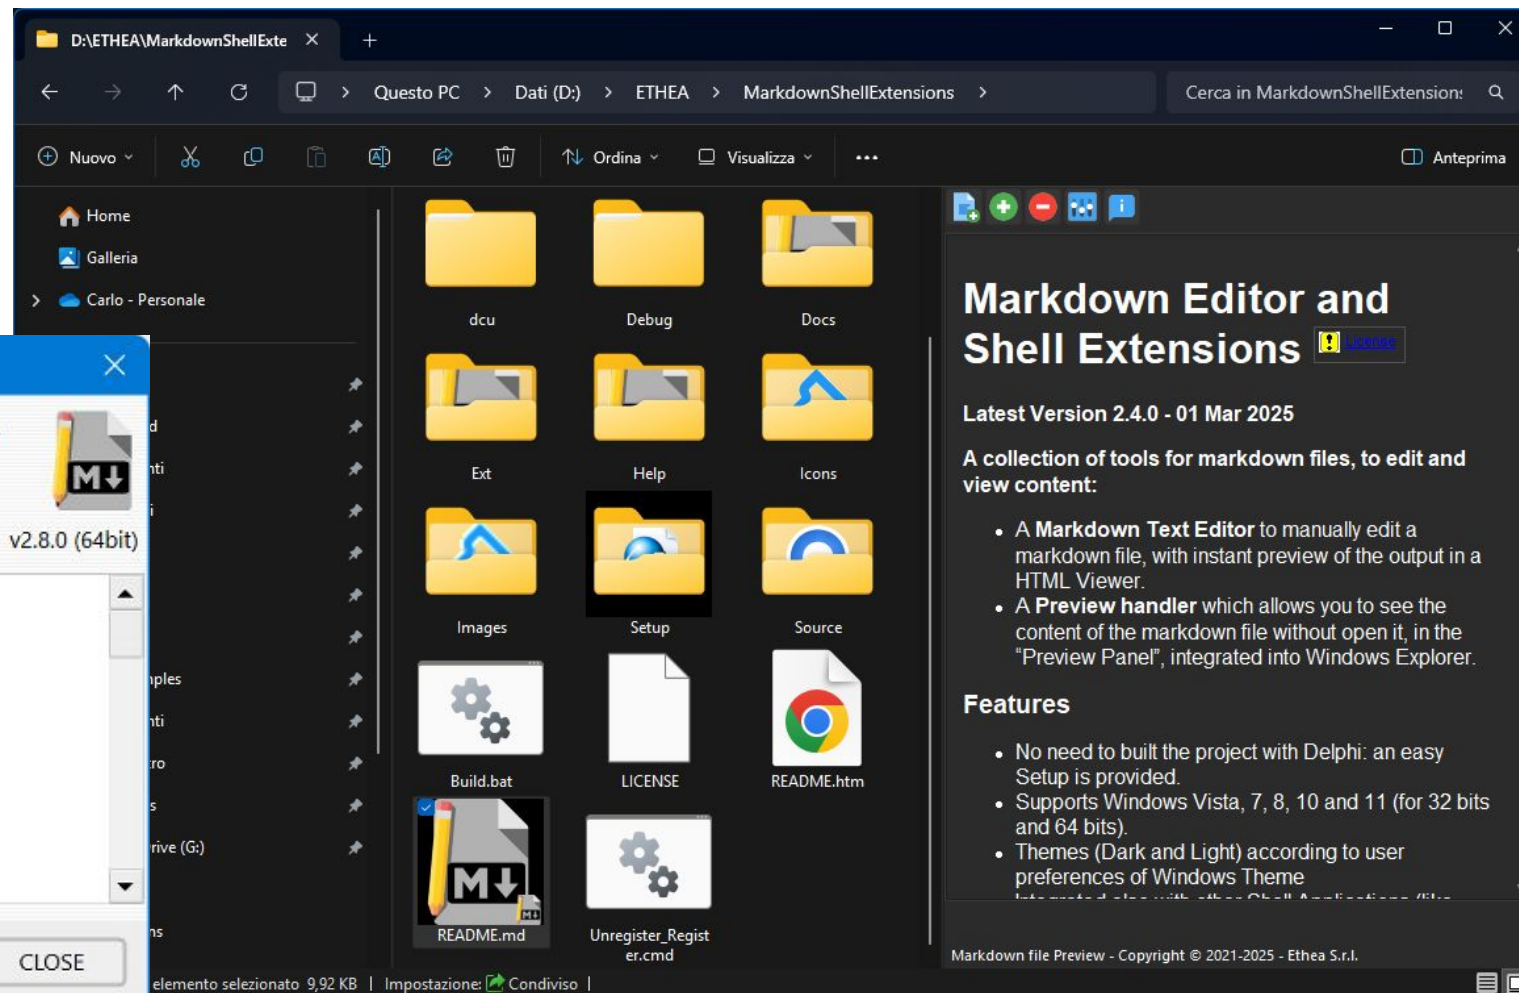 D:\ETHEA\MarkdownShellExte
Questo PC > Dati (D:) > ETHEA > MarkdownShellExtensions >
Cerca in MarkdownShellExtension
Nuovo
Ordina
Visualizza
Anteprima
Home
Galleria
Carlo - Personale
v2.8.0 (64bit)
CLOSE
d
nti
i
nples
nti
ro
s
rive (G:)
ns
dcu
Debug
Docs
Ext
Help
Icons
Images
Setup
Source
Build.bat
LICENSE
README.htm
README.md
Unregister_Regist
er.cmd
Markdown Editor and
Shell Extensions License
Latest Version 2.4.0 - 01 Mar 2025
A collection of tools for markdown files, to edit and
view content:
• A Markdown Text Editor to manually edit a
markdown file, with instant preview of the output in a
HTML Viewer.
• A Preview handler which allows you to see the
content of the markdown file without open it, in the
“Preview Panel”, integrated into Windows Explorer.
Features
• No need to built the project with Delphi: an easy
Setup is provided.
• Supports Windows Vista, 7, 8, 10 and 11 (for 32 bits
and 64 bits).
• Themes (Dark and Light) according to user
preferences of Windows Theme
Markdown file Preview - Copyright © 2021-2025 - Ethea S.r.l.
elemento selezionato 9,92 KB | Impostazione: Condiviso |